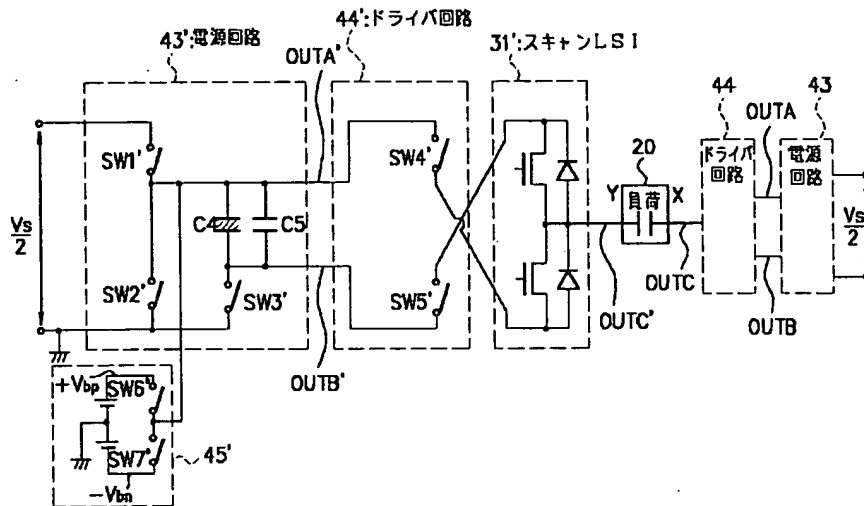 43':電源回路
44':ドライバ回路
31':スキャンLSI
OUTA'
44
OUTA
43
SW1'
SW4'
20
ドライバ
回路
電源
回路
Y
負荷
X
Vs
2
C4
C5
Vs
2
SW2'
SW3'
SW5'
OUTC
OUTC'
OUTB
OUTB'
+Vbp
SW6'
SW7'
45'
-Vbn